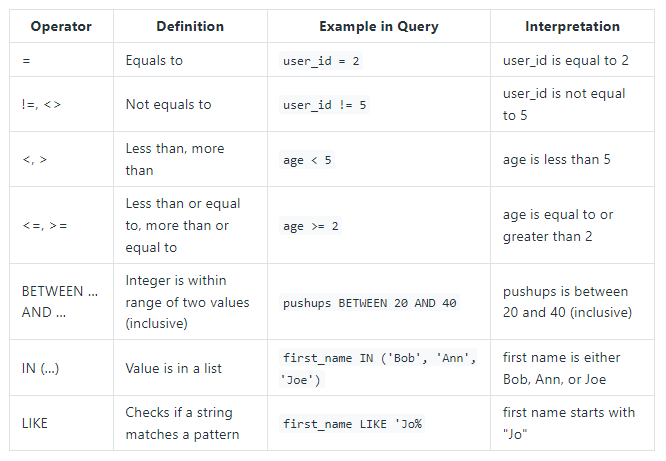 Operator Definition Example in Query Interpretation
= Equals to user_id = 2 user_id is equal to 2
!=, <> Not equals to user_id != 5 user_id is not equal
to 5
<, > Less than, more
than age < 5 age is less than 5
<=, >= Less than or equal
to, more than or
equal to age >= 2 age is equal to or
greater than 2
BETWEEN ...
AND ... Integer is within
range of two values
(inclusive) pushups BETWEEN 20 AND 40 pushups is between
20 and 40 (inclusive)
IN (...) Value is in a list first_name IN ('Bob', 'Ann',
'Joe') first name is either
Bob, Ann, or Joe
LIKE Checks if a string
matches a pattern first_name LIKE 'Jo% first name starts with
"Jo"